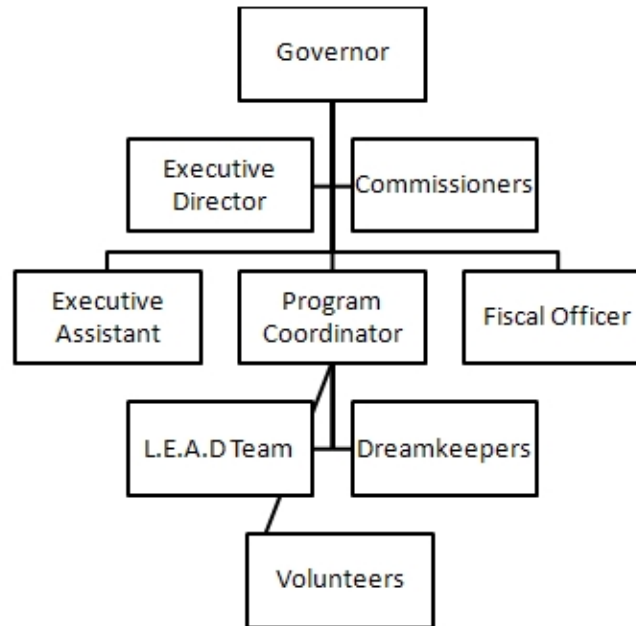 Governor
Executive
Director
Commissioners
Executive
Assistant
Program
Coordinator
Fiscal Officer
L.E.A.D Team
Dreamkeepers
Volunteers